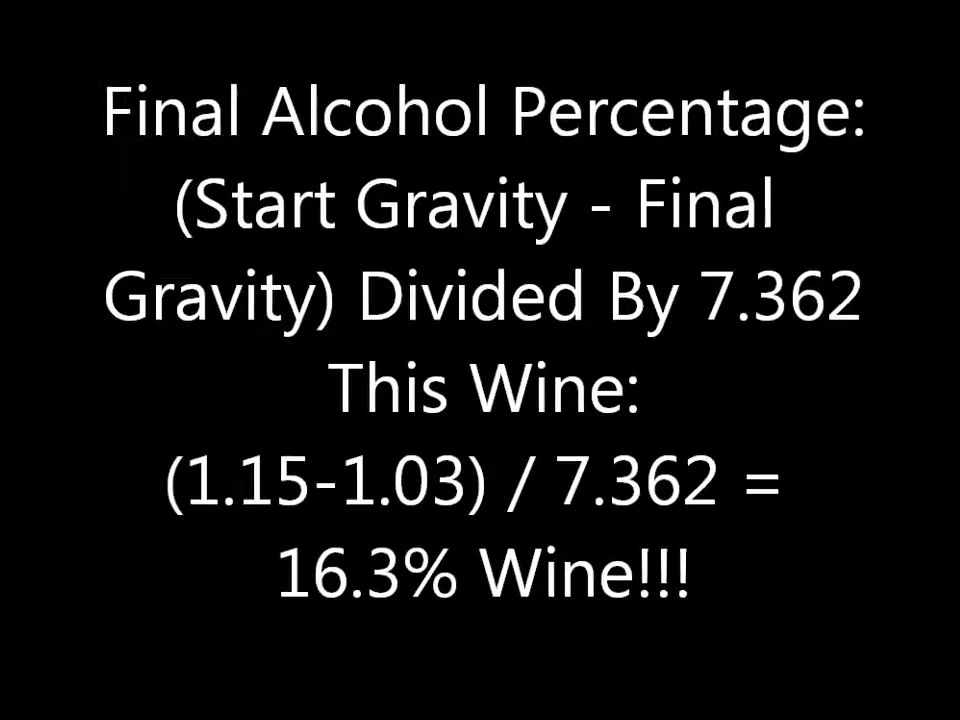 Final Alcohol Percentage:
(Start Gravity - Final
Gravity) Divided By 7.362
This Wine:
(1.15-1.03) / 7.362 =
16.3% Wine!!!